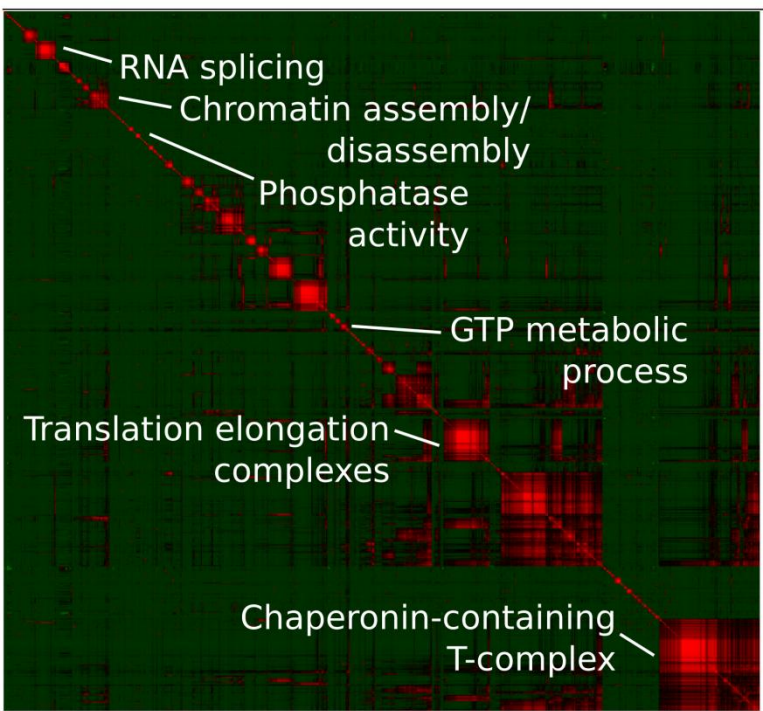 RNA splicing
Chromatin assembly/
disassembly
Phosphatase
activity
GTP metabolic
process
Translation elongation
complexes
Chaperonin-containing
T-complex